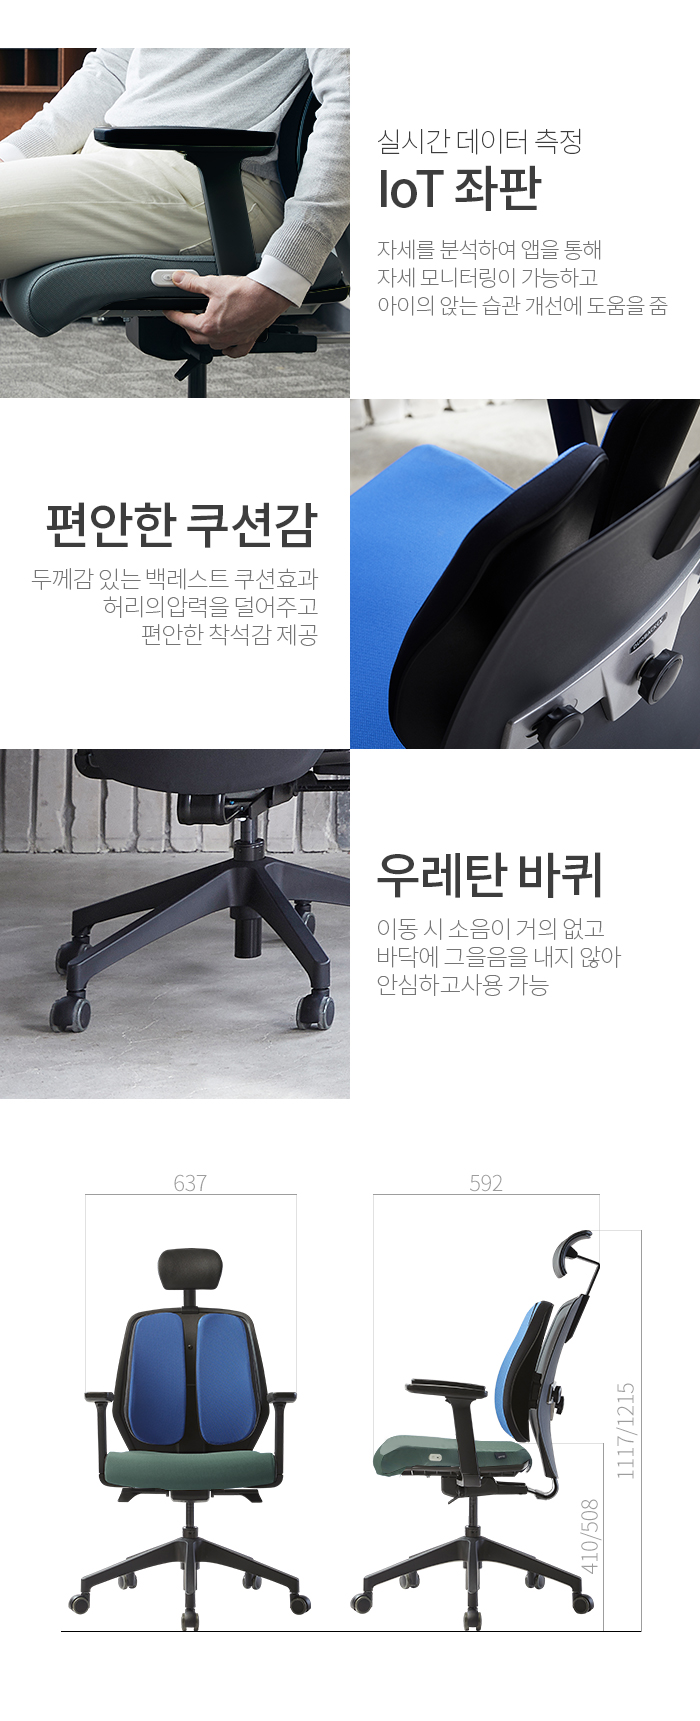 실시간 데이터 측정
IoT 좌판
자세를 분석하여 앱을 통해
자세 모니터링이 가능하고
아이의 앉는 습관 개선에 도움을 줌
편안한 쿠션감
두께감 있는 백레스트 쿠션효과
허리의압력을 덜어주고
편안한 착석감 제공
우레탄 바퀴
이동 시 소음이 거의 없고
바닥에 그을음을 내지 않아
안심하고사용 가능
637
592
1117/1215
410/508